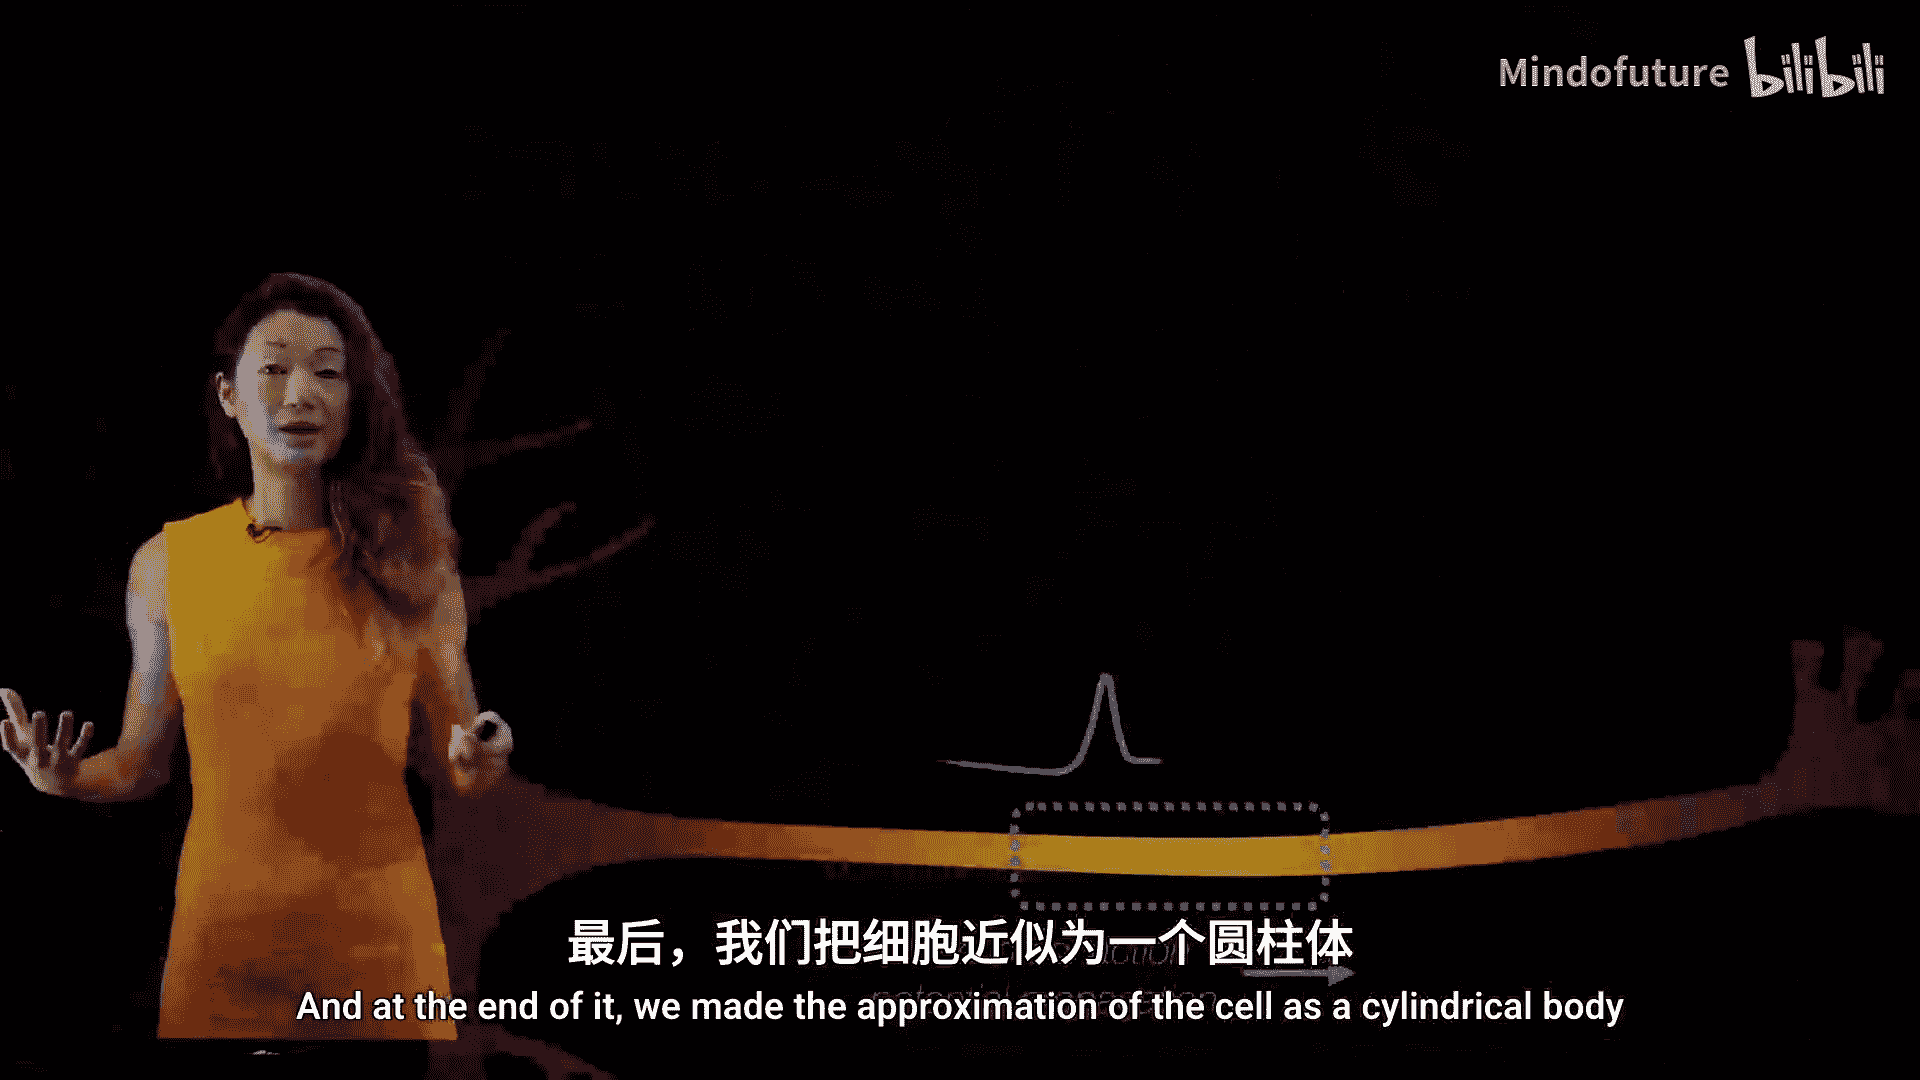 Mindofuture bilibili
最后，我们把细胞近似为一个圆柱体
And at the end of it, we made the approximation of the cell as a cylindrical body